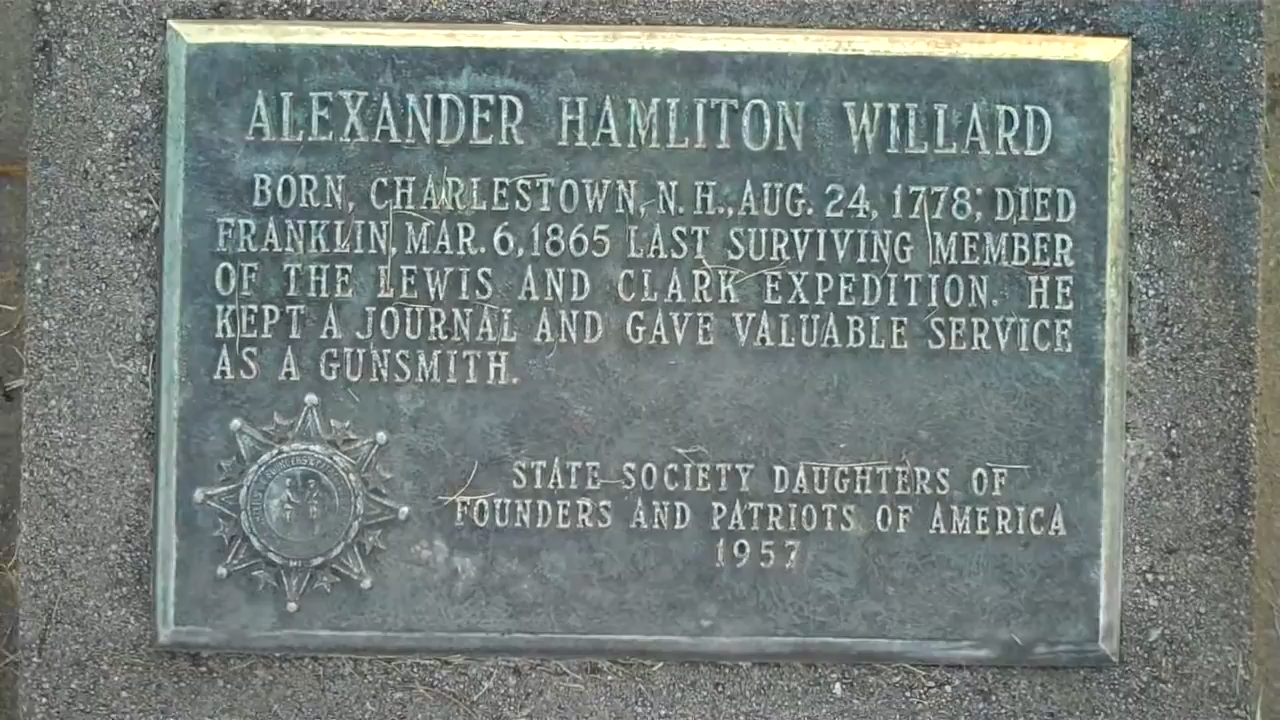 ALEXANDER HAMLITON WILLARD
BORN, CHARLESTOWN, N. H., AUG. 24, 1778; DIED
FRANKLIN, MAR. 6, 1865 LAST SURVIVING MEMBER
OF THE LEWIS AND CLARK EXPEDITION. HE
KEPT A JOURNAL AND GAVE VALUABLE SERVICE
AS A GUNSMITH.
STATE SOCIETY DAUGHTERS OF
FOUNDERS AND PATRIOTS OF AMERICA
1957